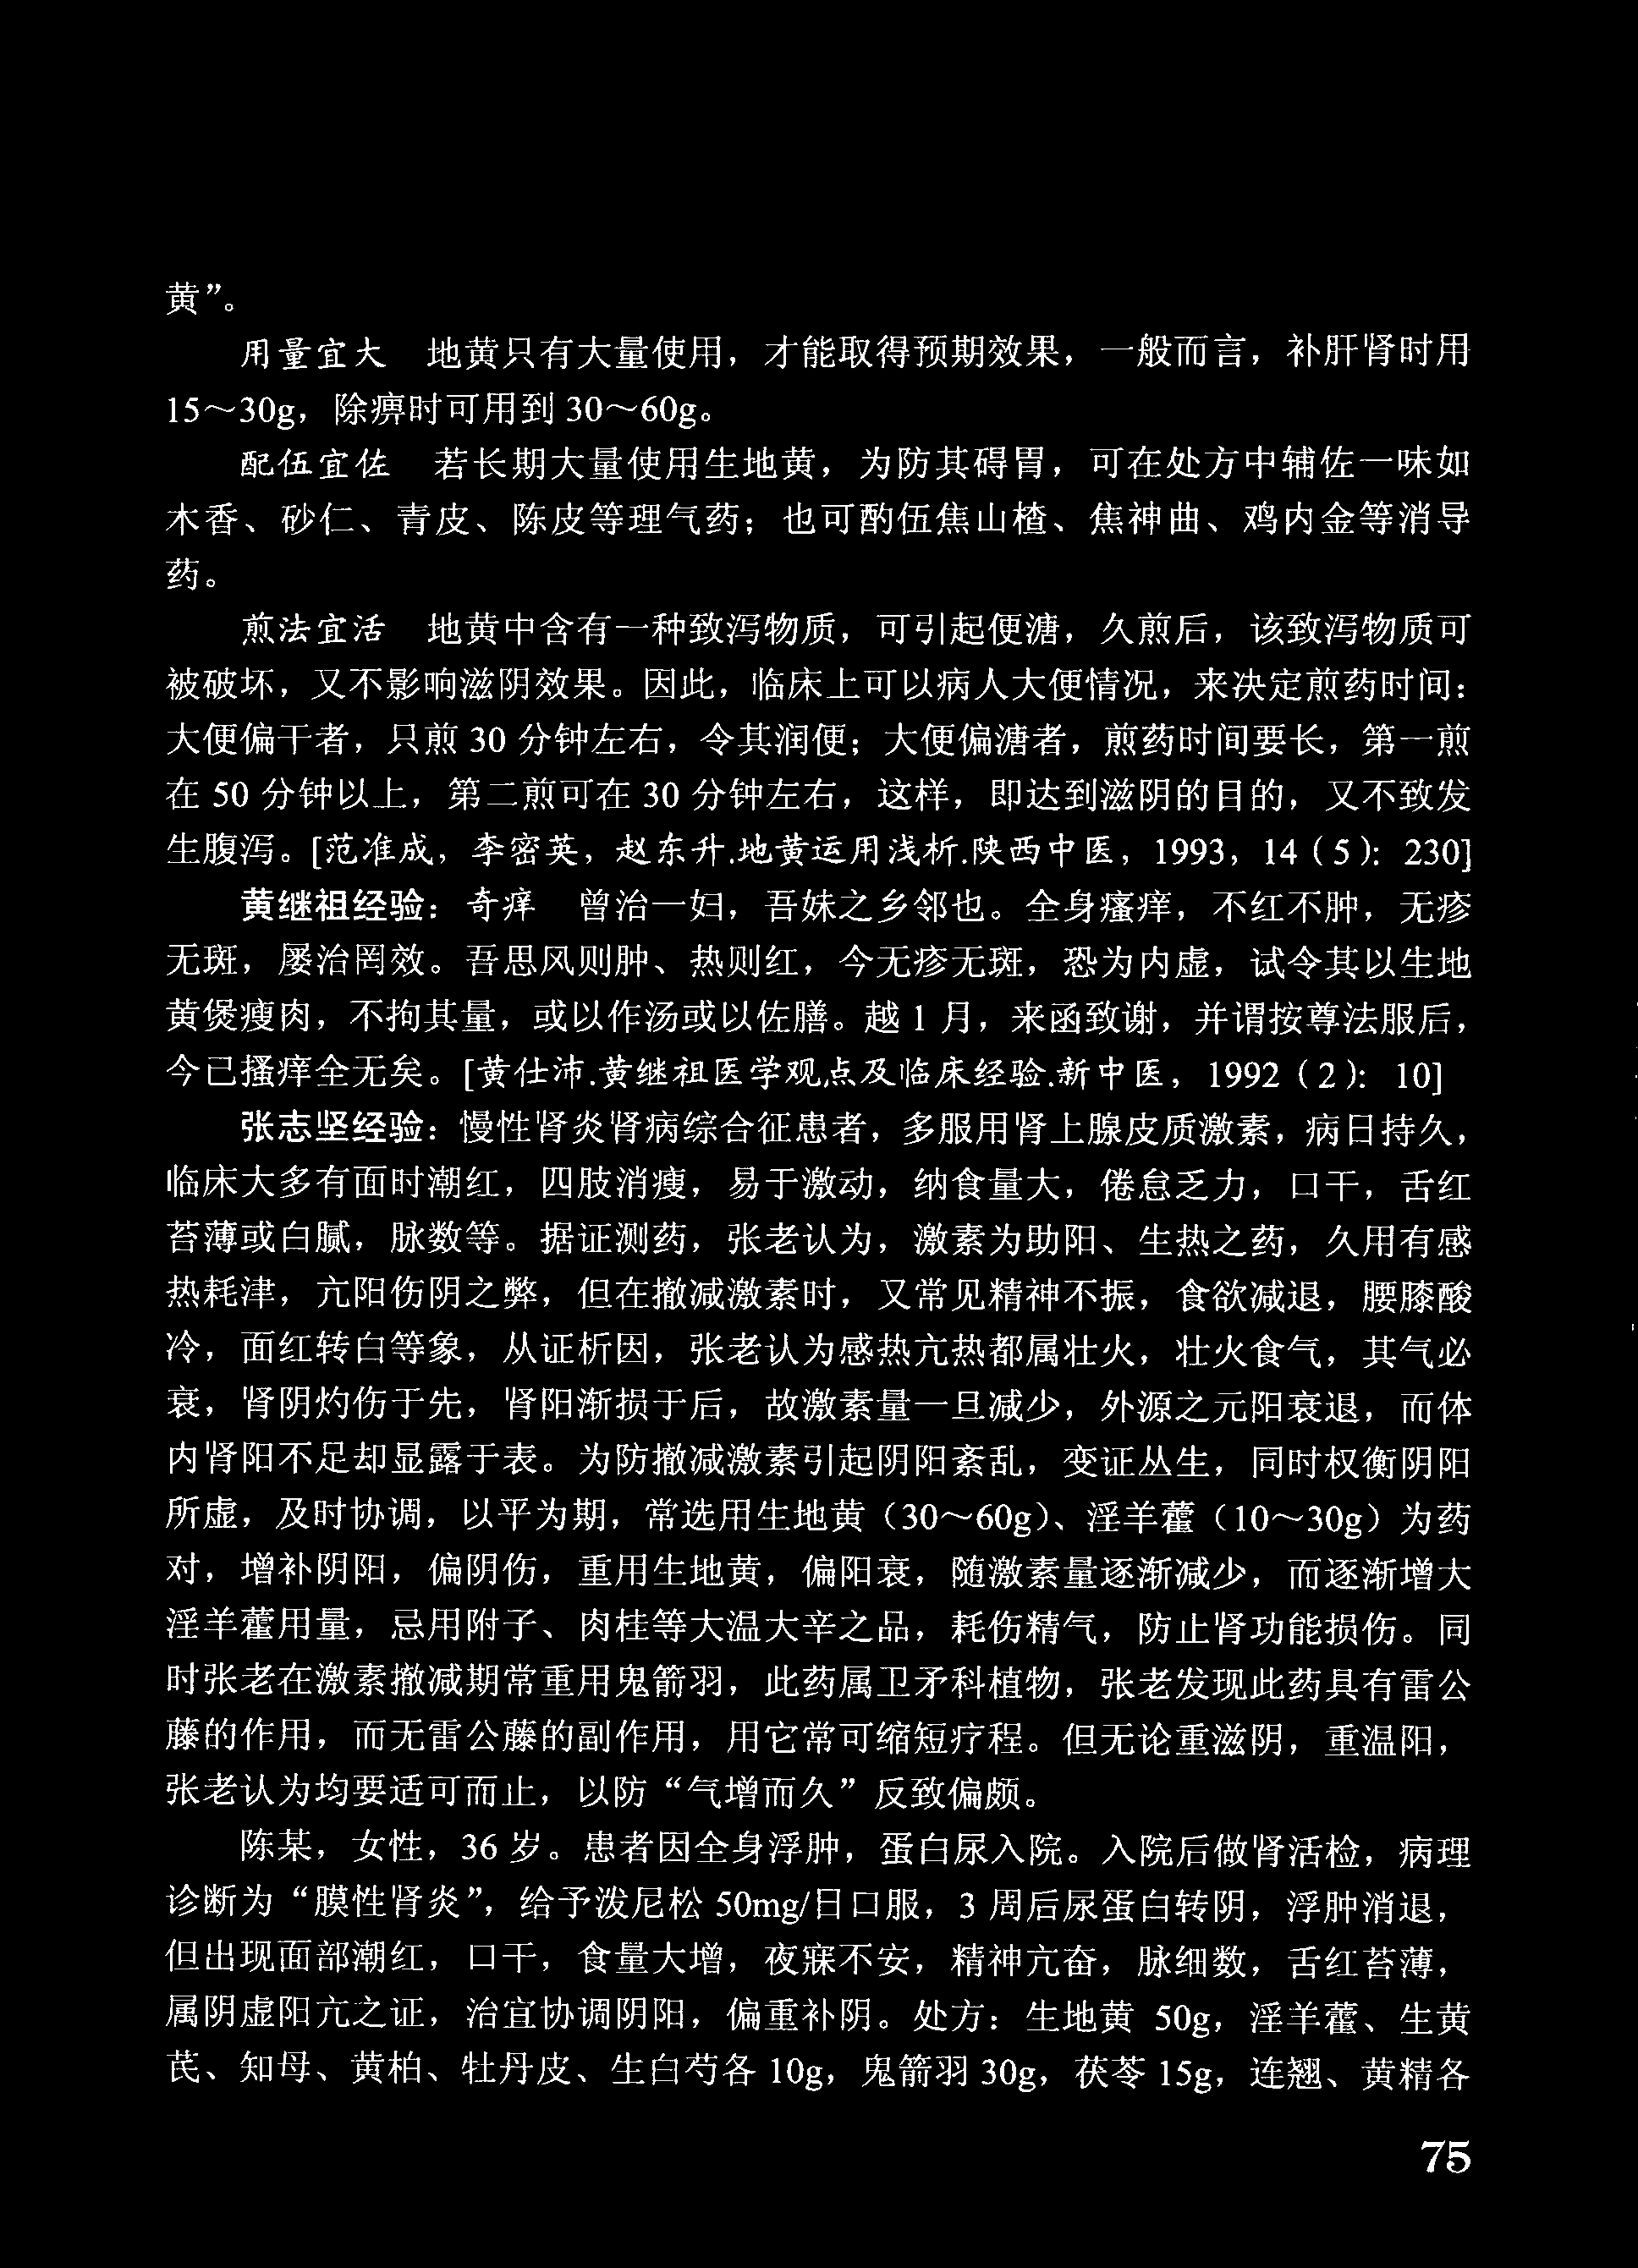 黄”。
用量宜大　地黄只有大量使用，才能取得预期效果，一般而言，补肝肾时用
15～30g，除痹时可用到 30～60g。
配伍宜佐　若长期大量使用生地黄，为防其碍胃，可在处方中辅佐一味如
木香、砂仁、青皮、陈皮等理气药；也可酌伍焦山楂、焦神曲、鸡内金等消导
药。
煎法宜活　地黄中含有一种致泻物质，可引起便溏，久煎后，该致泻物质可
被破坏，又不影响滋阴效果。因此，临床上可以病人大便情况，来决定煎药时间：
大便偏干者，只煎 30 分钟左右，令其润便；大便偏溏者，煎药时间要长，第一煎
在 50 分钟以上，第二煎可在 30 分钟左右，这样，即达到滋阴的目的，又不致发
生腹泻。[范准成，李密英，赵东升.地黄运用浅析.陕西中医，1993，14（5）：230]
黄继祖经验：奇痒　曾治一妇，吾妹之乡邻也。全身瘙痒，不红不肿，无疹
无斑，屡治罔效。吾思风则肿、热则红，今无疹无斑，恐为内虚，试令其以生地
黄煲瘦肉，不拘其量，或以作汤或以佐膳。越 1 月，来函致谢，并谓按尊法服后，
今已搔痒全无矣。[黄仕沛.黄继祖医学观点及临床经验.新中医，1992（2）：10]
张志坚经验：慢性肾炎肾病综合征患者，多服用肾上腺皮质激素，病日持久，
临床大多有面时潮红，四肢消瘦，易于激动，纳食量大，倦怠乏力，口干，舌红
苔薄或白腻，脉数等。据证测药，张老认为，激素为助阳、生热之药，久用有感
热耗津，亢阳伤阴之弊，但在撤减激素时，又常见精神不振，食欲减退，腰膝酸
冷，面红转白等象，从证析因，张老认为感热亢热都属壮火，壮火食气，其气必
衰，肾阴灼伤于先，肾阳渐损于后，故激素量一旦减少，外源之元阳衰退，而体
内肾阳不足却显露于表。为防撤减激素引起阴阳紊乱，变证丛生，同时权衡阴阳
所虚，及时协调，以平为期，常选用生地黄（30～60g）、淫羊藿（10～30g）为药
对，增补阴阳，偏阴伤，重用生地黄，偏阳衰，随激素量逐渐减少，而逐渐增大
淫羊藿用量，忌用附子、肉桂等大温大辛之品，耗伤精气，防止肾功能损伤。同
时张老在激素撤减期常重用鬼箭羽，此药属卫矛科植物，张老发现此药具有雷公
藤的作用，而无雷公藤的副作用，用它常可缩短疗程。但无论重滋阴，重温阳，
张老认为均要适可而止，以防“气增而久”反致偏颇。
陈某，女性，36 岁。患者因全身浮肿，蛋白尿入院。入院后做肾活检，病理
诊断为“膜性肾炎”，给予泼尼松 50mg/日口服，3 周后尿蛋白转阴，浮肿消退，
但出现面部潮红，口干，食量大增，夜寐不安，精神亢奋，脉细数，舌红苔薄，
属阴虚阳亢之证，治宜协调阴阳，偏重补阴。处方：生地黄 50g，淫羊藿、生黄
芪、知母、黄柏、牡丹皮、生白芍各 10g，鬼箭羽 30g，茯苓 15g，连翘、黄精各
75